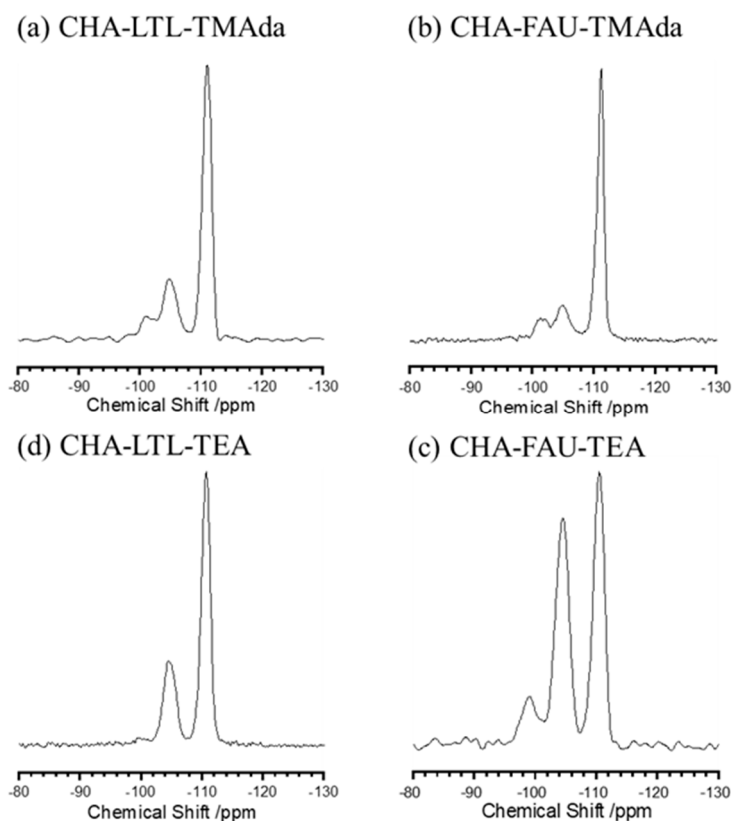 (a) CHA-LTL-TMAda
(b) CHA-FAU-TMAda
-80 -90 -100 -110 -120 -130
Chemical Shift /ppm
-80 -90 -100 -110 -120 -130
Chemical Shift /ppm
(d) CHA-LTL-TEA
(c) CHA-FAU-TEA
-80 -90 -100 -110 -120 -130
Chemical Shift /ppm
-80 -90 -100 -110 -120 -130
Chemical Shift /ppm